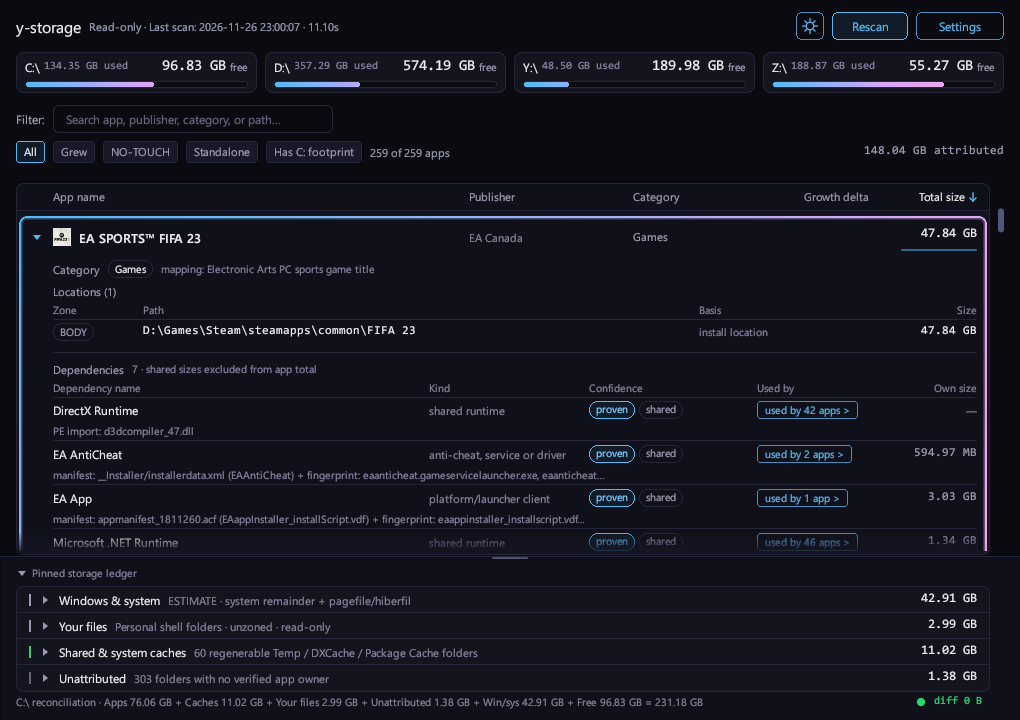 y-storage Read-only · Last scan: 2026-11-26 23:00:07 · 11.10s Rescan Settings
C:\ 134.35 GB used 96.83 GB free D:\ 357.29 GB used 574.19 GB free Y:\ 48.50 GB used 189.98 GB free Z:\ 188.87 GB used 55.27 GB free
Filter: Search app, publisher, category, or path...
All Grew NO-TOUCH Standalone Has C: footprint 259 of 259 apps 148.04 GB attributed
App name Publisher Category Growth delta Total size ↓
EA SPORTS™ FIFA 23 EA Canada Games 47.84 GB
Category Games mapping: Electronic Arts PC sports game title
Locations (1)
Zone Path Basis Size
BODY D:\Games\Steam\steamapps\common\FIFA 23 install location 47.84 GB
Dependencies 7 · shared sizes excluded from app total
Dependency name Kind Confidence Used by Own size
DirectX Runtime shared runtime proven shared used by 42 apps > —
PE import: d3dcompiler_47.dll
EA AntiCheat anti-cheat, service or driver proven shared used by 2 apps > 594.97 MB
manifest: __Installer/installerdata.xml (EAAntiCheat) + fingerprint: eaanticheat.gameservicelauncher.exe, eaanticheat...
EA App platform/launcher client proven shared used by 1 app > 3.03 GB
manifest: appmanifest_1811260.acf (EAappInstaller_installScript.vdf) + fingerprint: eaappinstaller_installscript.vdf...
Microsoft .NET Runtime shared runtime proven shared used by 46 apps > 1.34 GB
Pinned storage ledger
Windows & system ESTIMATE · system remainder + pagefile/hiberfil 42.91 GB
Your files Personal shell folders · unzoned · read-only 2.99 GB
Shared & system caches 60 regenerable Temp / DXCache / Package Cache folders 11.02 GB
Unattributed 303 folders with no verified app owner 1.38 GB
C:\ reconciliation · Apps 76.06 GB + Caches 11.02 GB + Your files 2.99 GB + Unattributed 1.38 GB + Win/sys 42.91 GB + Free 96.83 GB = 231.18 GB diff 0 B